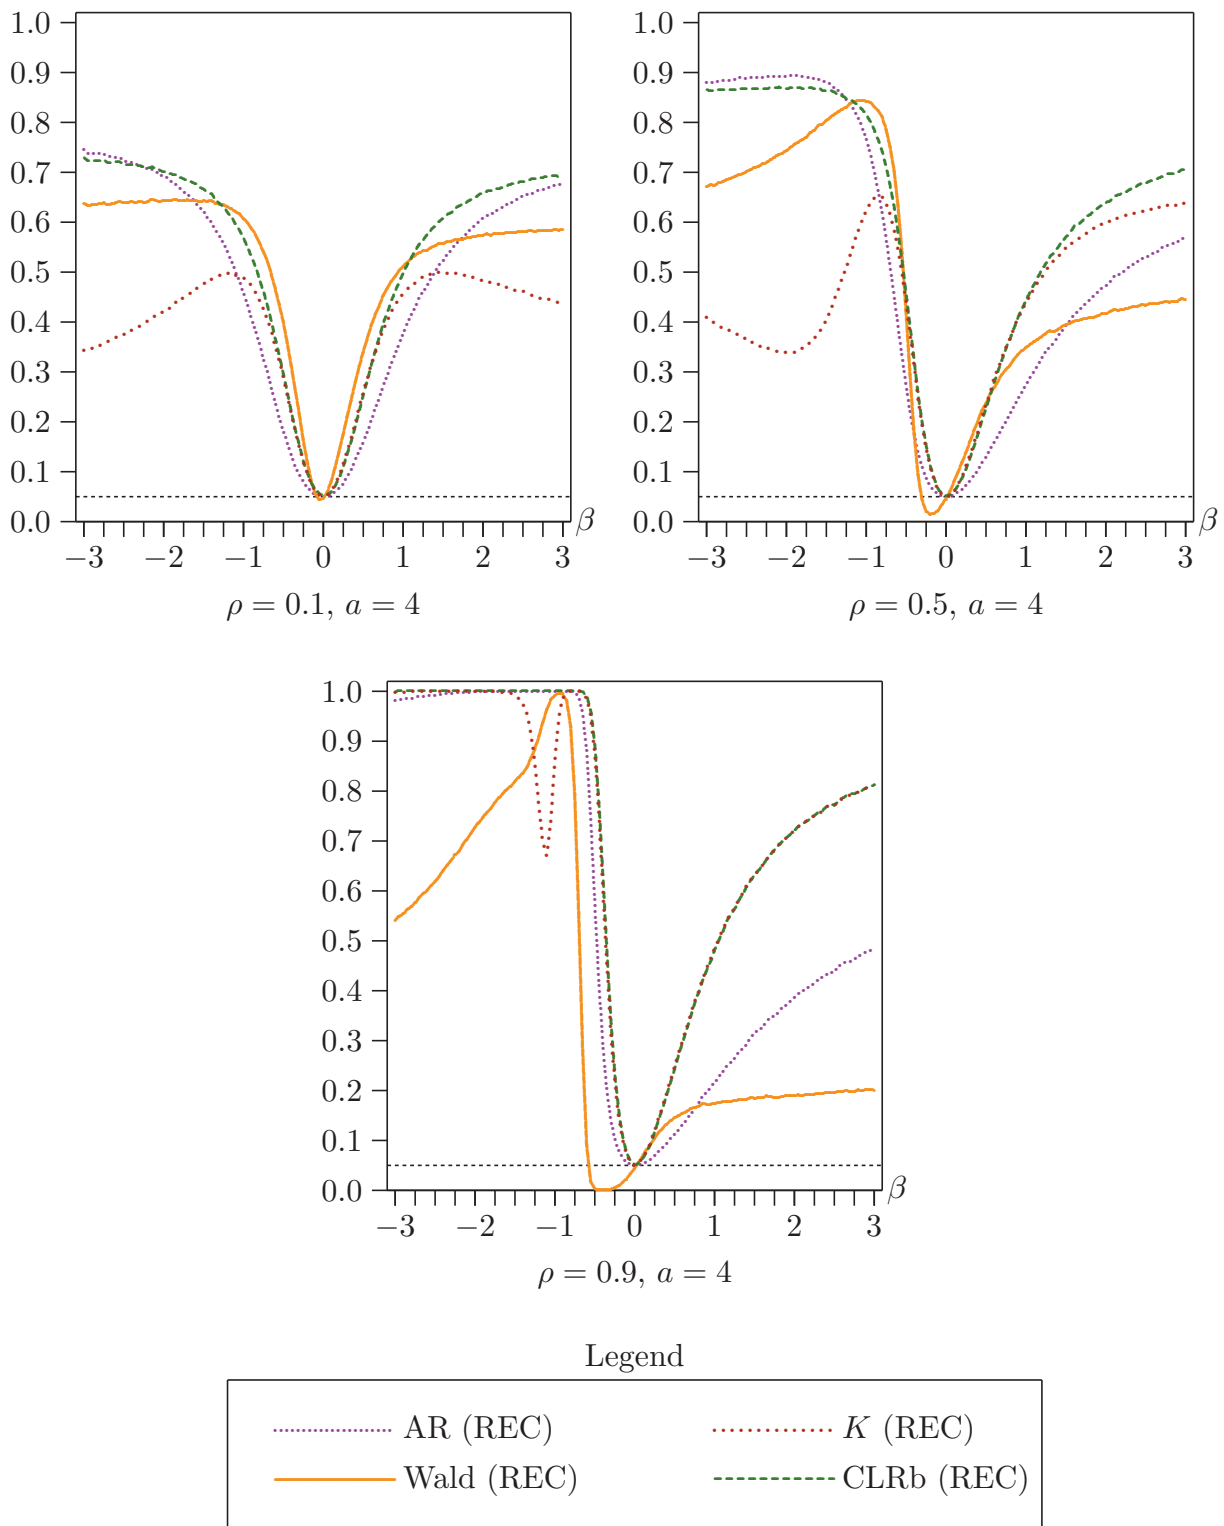 1.0
0.9
0.8
0.7
0.6
0.5
0.4
0.3
0.2
0.1
0.0
−3 −2 −1 0 1 2 3
β
ρ = 0.1, a = 4
1.0
0.9
0.8
0.7
0.6
0.5
0.4
0.3
0.2
0.1
0.0
−3 −2 −1 0 1 2 3
β
ρ = 0.5, a = 4
1.0
0.9
0.8
0.7
0.6
0.5
0.4
0.3
0.2
0.1
0.0
−3 −2 −1 0 1 2 3
β
ρ = 0.9, a = 4
Legend
AR (REC) K (REC)
Wald (REC) CLRb (REC)